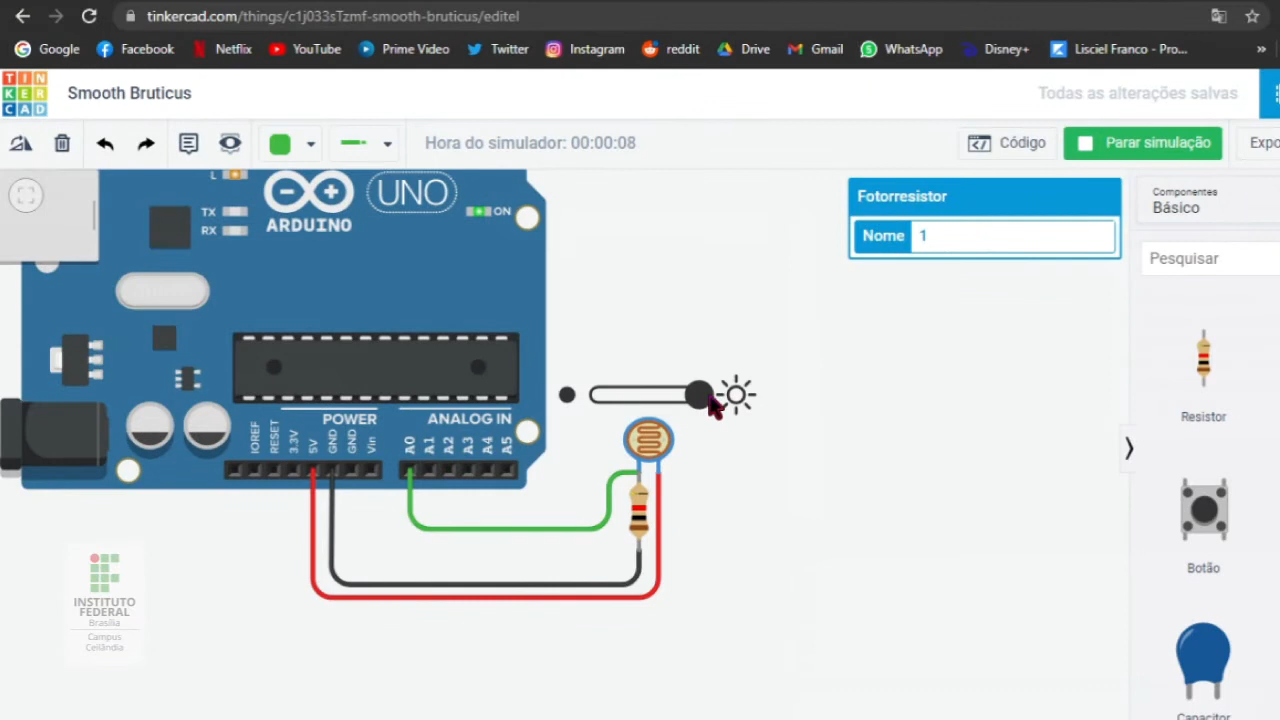 tinkercad.com/things/c1j033sTzmf-smooth-bruticus/editel
Google Facebook Netflix YouTube Prime Video Twitter Instagram reddit Drive Gmail WhatsApp Disney+ Lisciel Franco - Pro... »
TIN
KER
CAD
Smooth Bruticus
Todas as alterações salvas
Hora do simulador: 00:00:08
Código
Parar simulação
Expo
L
TX
RX
UNO
ARDUINO
ON
Fotorresistor
Nome 1
Componentes
Básico
Pesquisar
POWER
ANALOG IN
IOREF
RESET
3.3V
5V
GND
GND
Vin
A0
A1
A2
A3
A4
A5
Resistor
Botão
Capacitor
INSTITUTO
FEDERAL
Brasília
Campus
Ceilândia